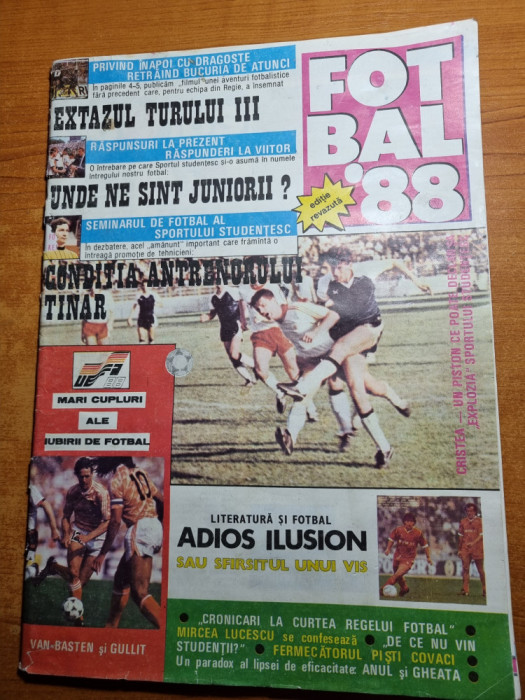 PRIVIND ÎNAPOI CU DRAGOSTE
RETRĂIND BUCURIA DE ATUNCI
În paginile 4-5, publicăm „filmul" unei aventuri fotbalistice
fără precedent care, pentru echipa din Regie, a însemnat
EXTAZUL TURULUI III
RĂSPUNSURI LA PREZENT
RĂSPUNDERI LA VIITOR
O întrebare pe care Sportul studențesc și-o asumă în numele
întregului nostru fotbal:
UNDE NE SINT JUNIORII ?
SEMINARUL DE FOTBAL AL
SPORTULUI STUDENȚESC
În dezbatere, acel „amănunt" important care frămîntă o
întreagă promoție de tehnicieni:
CONDIȚIA ANTRENORULUI
TINAR
FOT
BAL
'88
ediție
revăzută
CRISTEA — UN PISTON CE POATE
„EXPLOZIA" SPORTULUI
UEFA
88
MARI CUPLURI
ALE
IUBIRII DE FOTBAL
VAN-BASTEN și GULLIT
LITERATURĂ ȘI FOTBAL
ADIOS ILUSION
SAU SFIRSITUL UNUI VIS
• „CRONICARI LA CURTEA REGELUI FOTBAL" •
MIRCEA LUCESCU se confesează • „DE CE NU VIN
STUDENȚII?" • FERMECĂTORUL PIȘTI COVACI •
Un paradox al lipsei de eficacitate: ANUL și GHEATA